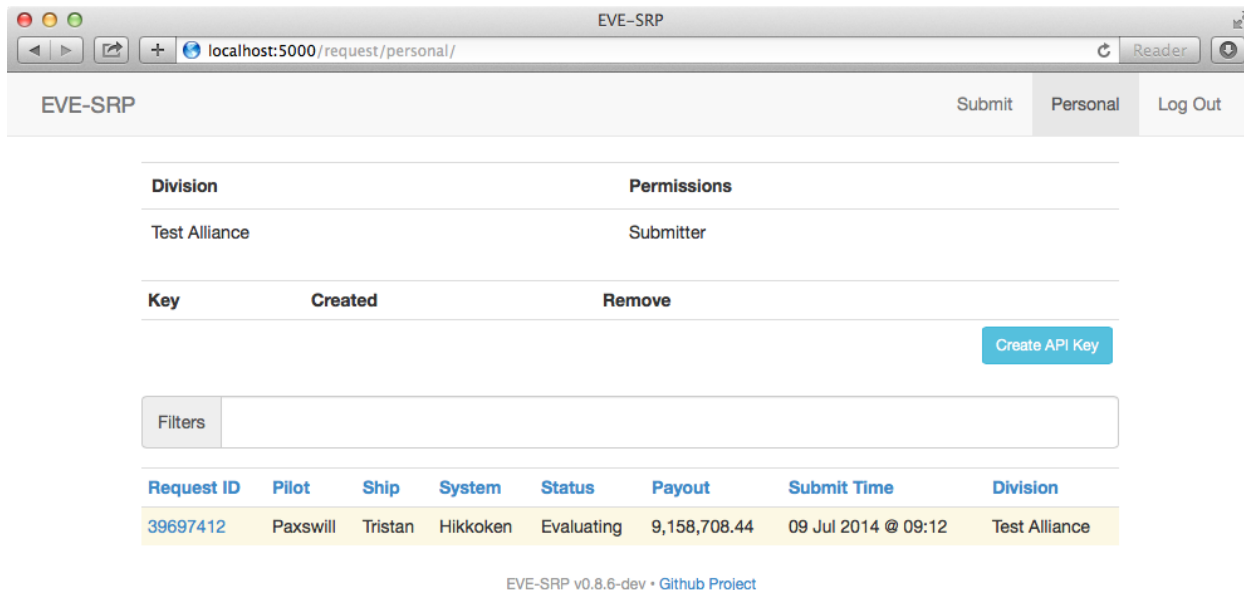 EVE-SRP
localhost:5000/request/personal/
Reader
EVE-SRP Submit Personal Log Out
Division Permissions
Test Alliance Submitter
Key Created Remove
Create API Key
Filters
Request ID Pilot Ship System Status Payout Submit Time Division
39697412 Paxswill Tristan Hikkoken Evaluating 9,158,708.44 09 Jul 2014 @ 09:12 Test Alliance
EVE-SRP v0.8.6-dev • Github Project